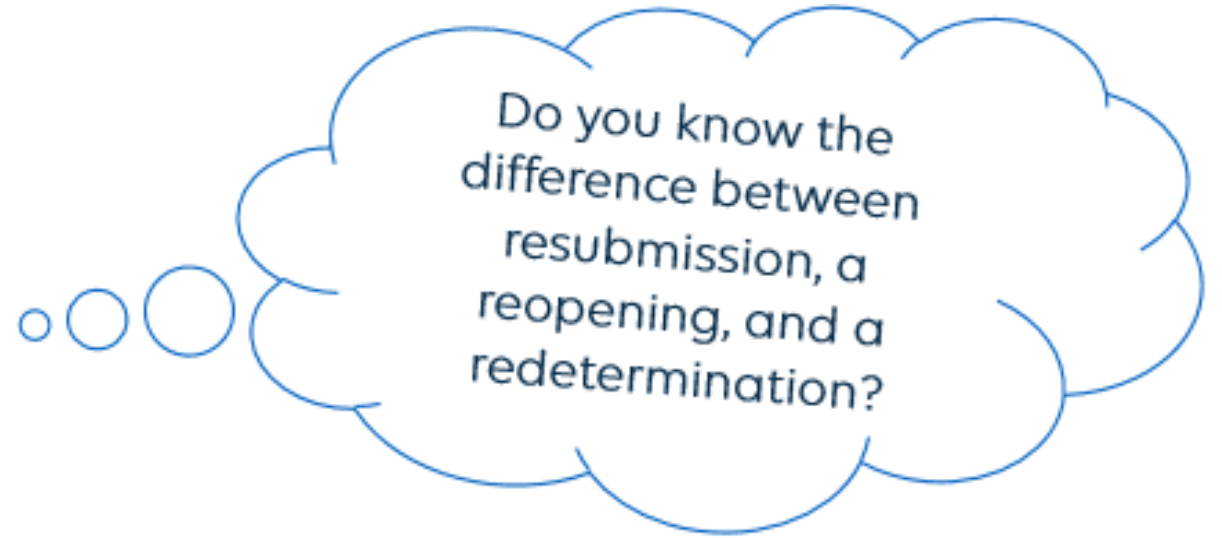 Do you know the
difference between
resubmission, a
reopening, and a
redetermination?